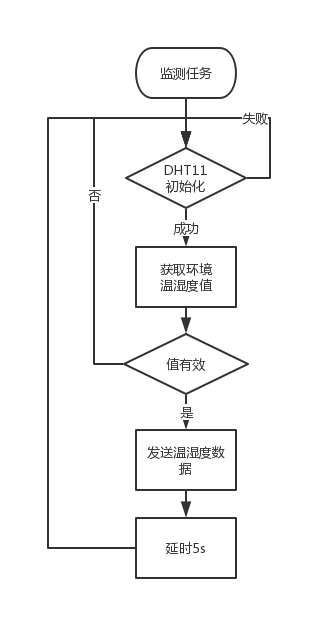 监测任务
失败
DHT11
初始化
否
成功
获取环境
温湿度值
值有效
是
发送温湿度数
据
延时5s